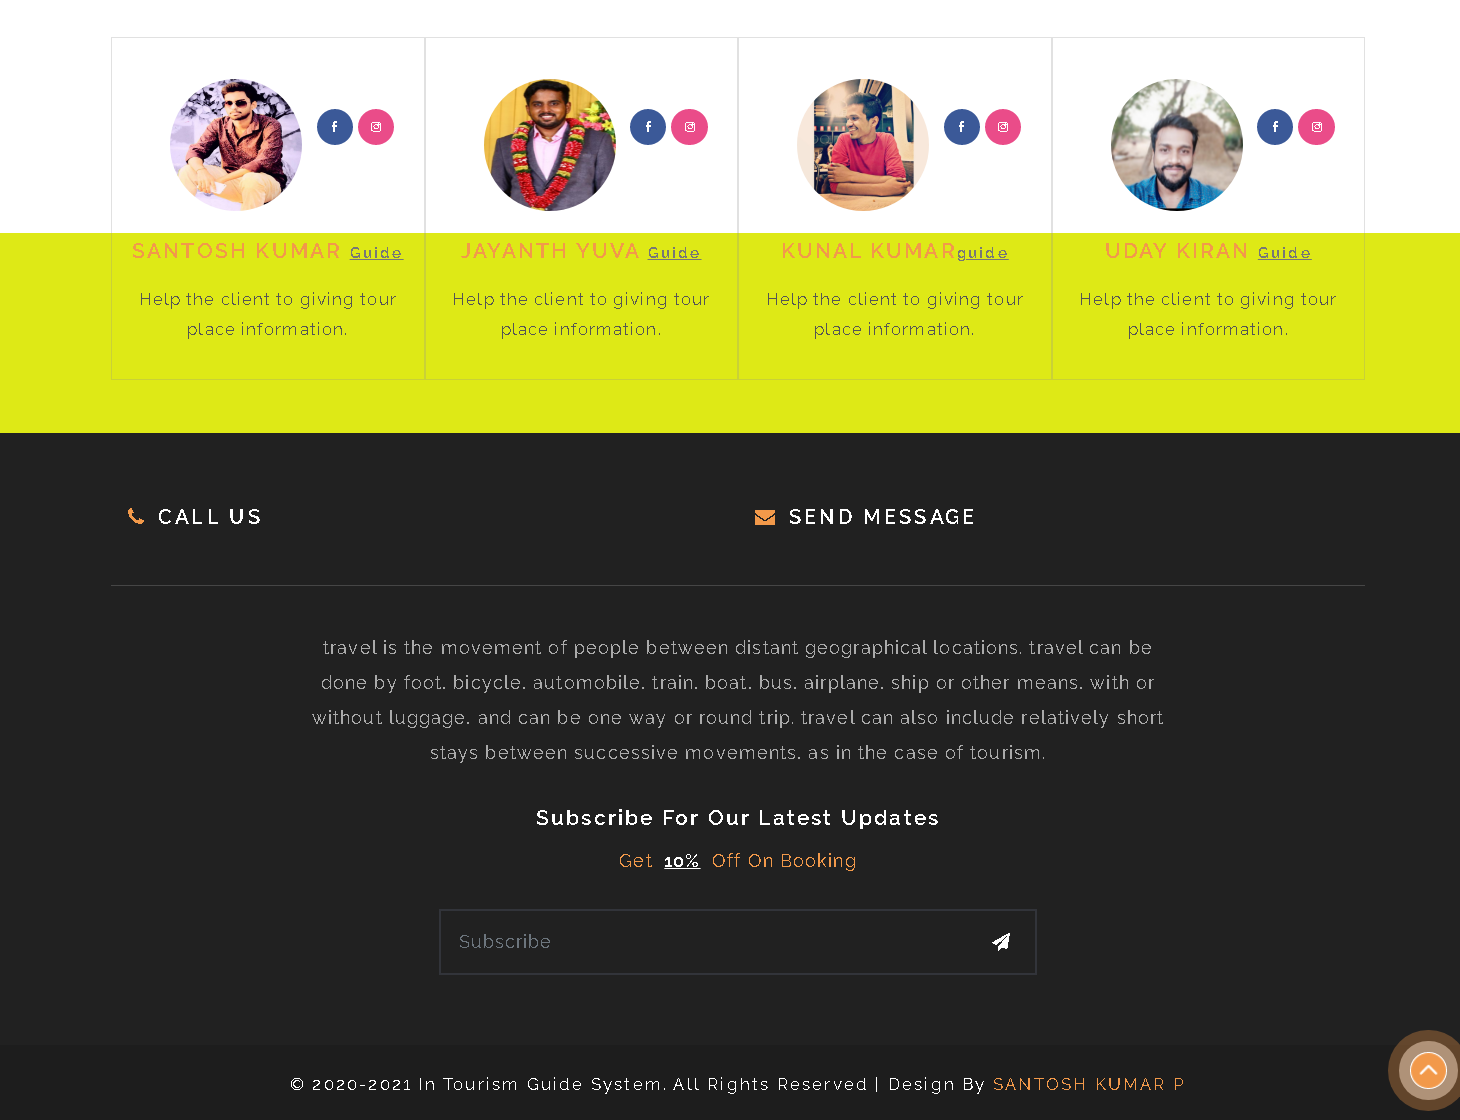 SANTOSH KUMAR Guide
Help the client to giving tour
place information.
JAYANTH YUVA Guide
Help the client to giving tour
place information.
KUNAL KUMARguide
Help the client to giving tour
place information.
UDAY KIRAN Guide
Help the client to giving tour
place information.
CALL US
SEND MESSAGE
travel is the movement of people between distant geographical locations. travel can be
done by foot. bicycle. automobile. train. boat. bus. airplane. ship or other means. with or
without luggage. and can be one way or round trip. travel can also include relatively short
stays between successive movements. as in the case of tourism.
Subscribe For Our Latest Updates
Get 10% Off On Booking
Subscribe
© 2020-2021 In Tourism Guide System. All Rights Reserved | Design By SANTOSH KUMAR P